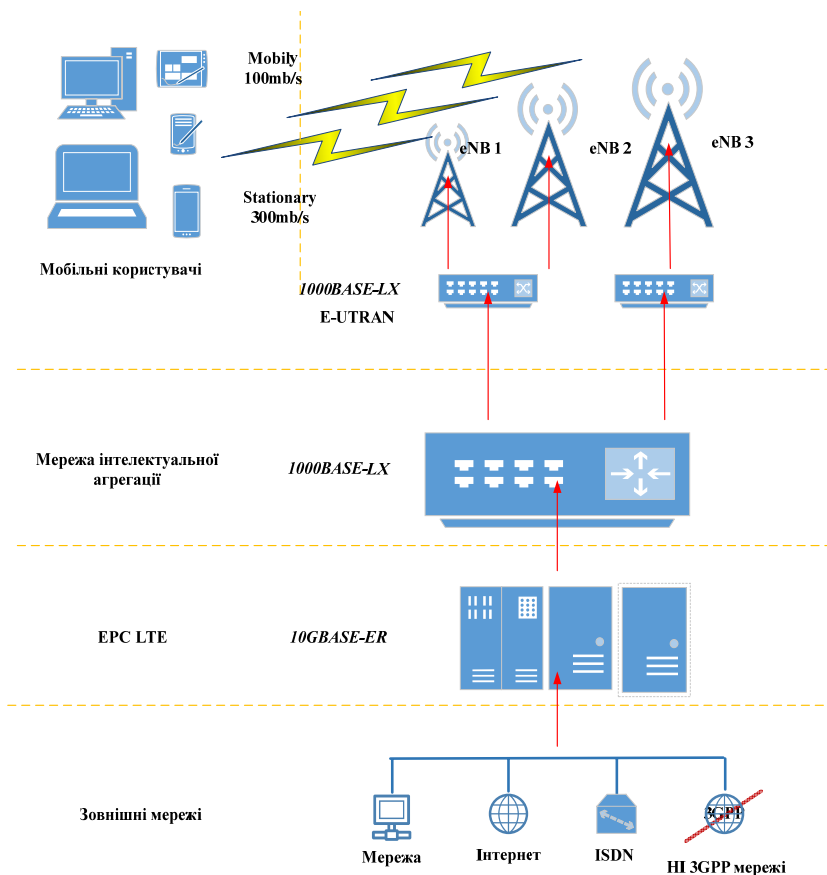 Mobily
100mb/s
eNB 1
eNB 2
eNB 3
Stationary
300mb/s
Мобільні користувачі
1000BASE-LX
E-UTRAN
Мережа інтелектуальної
агрегації
1000BASE-LX
EPC LTE
10GBASE-ER
Зовнішні мережі
3GPP
Мережа
Інтернет
ISDN
НІ 3GPP мережі